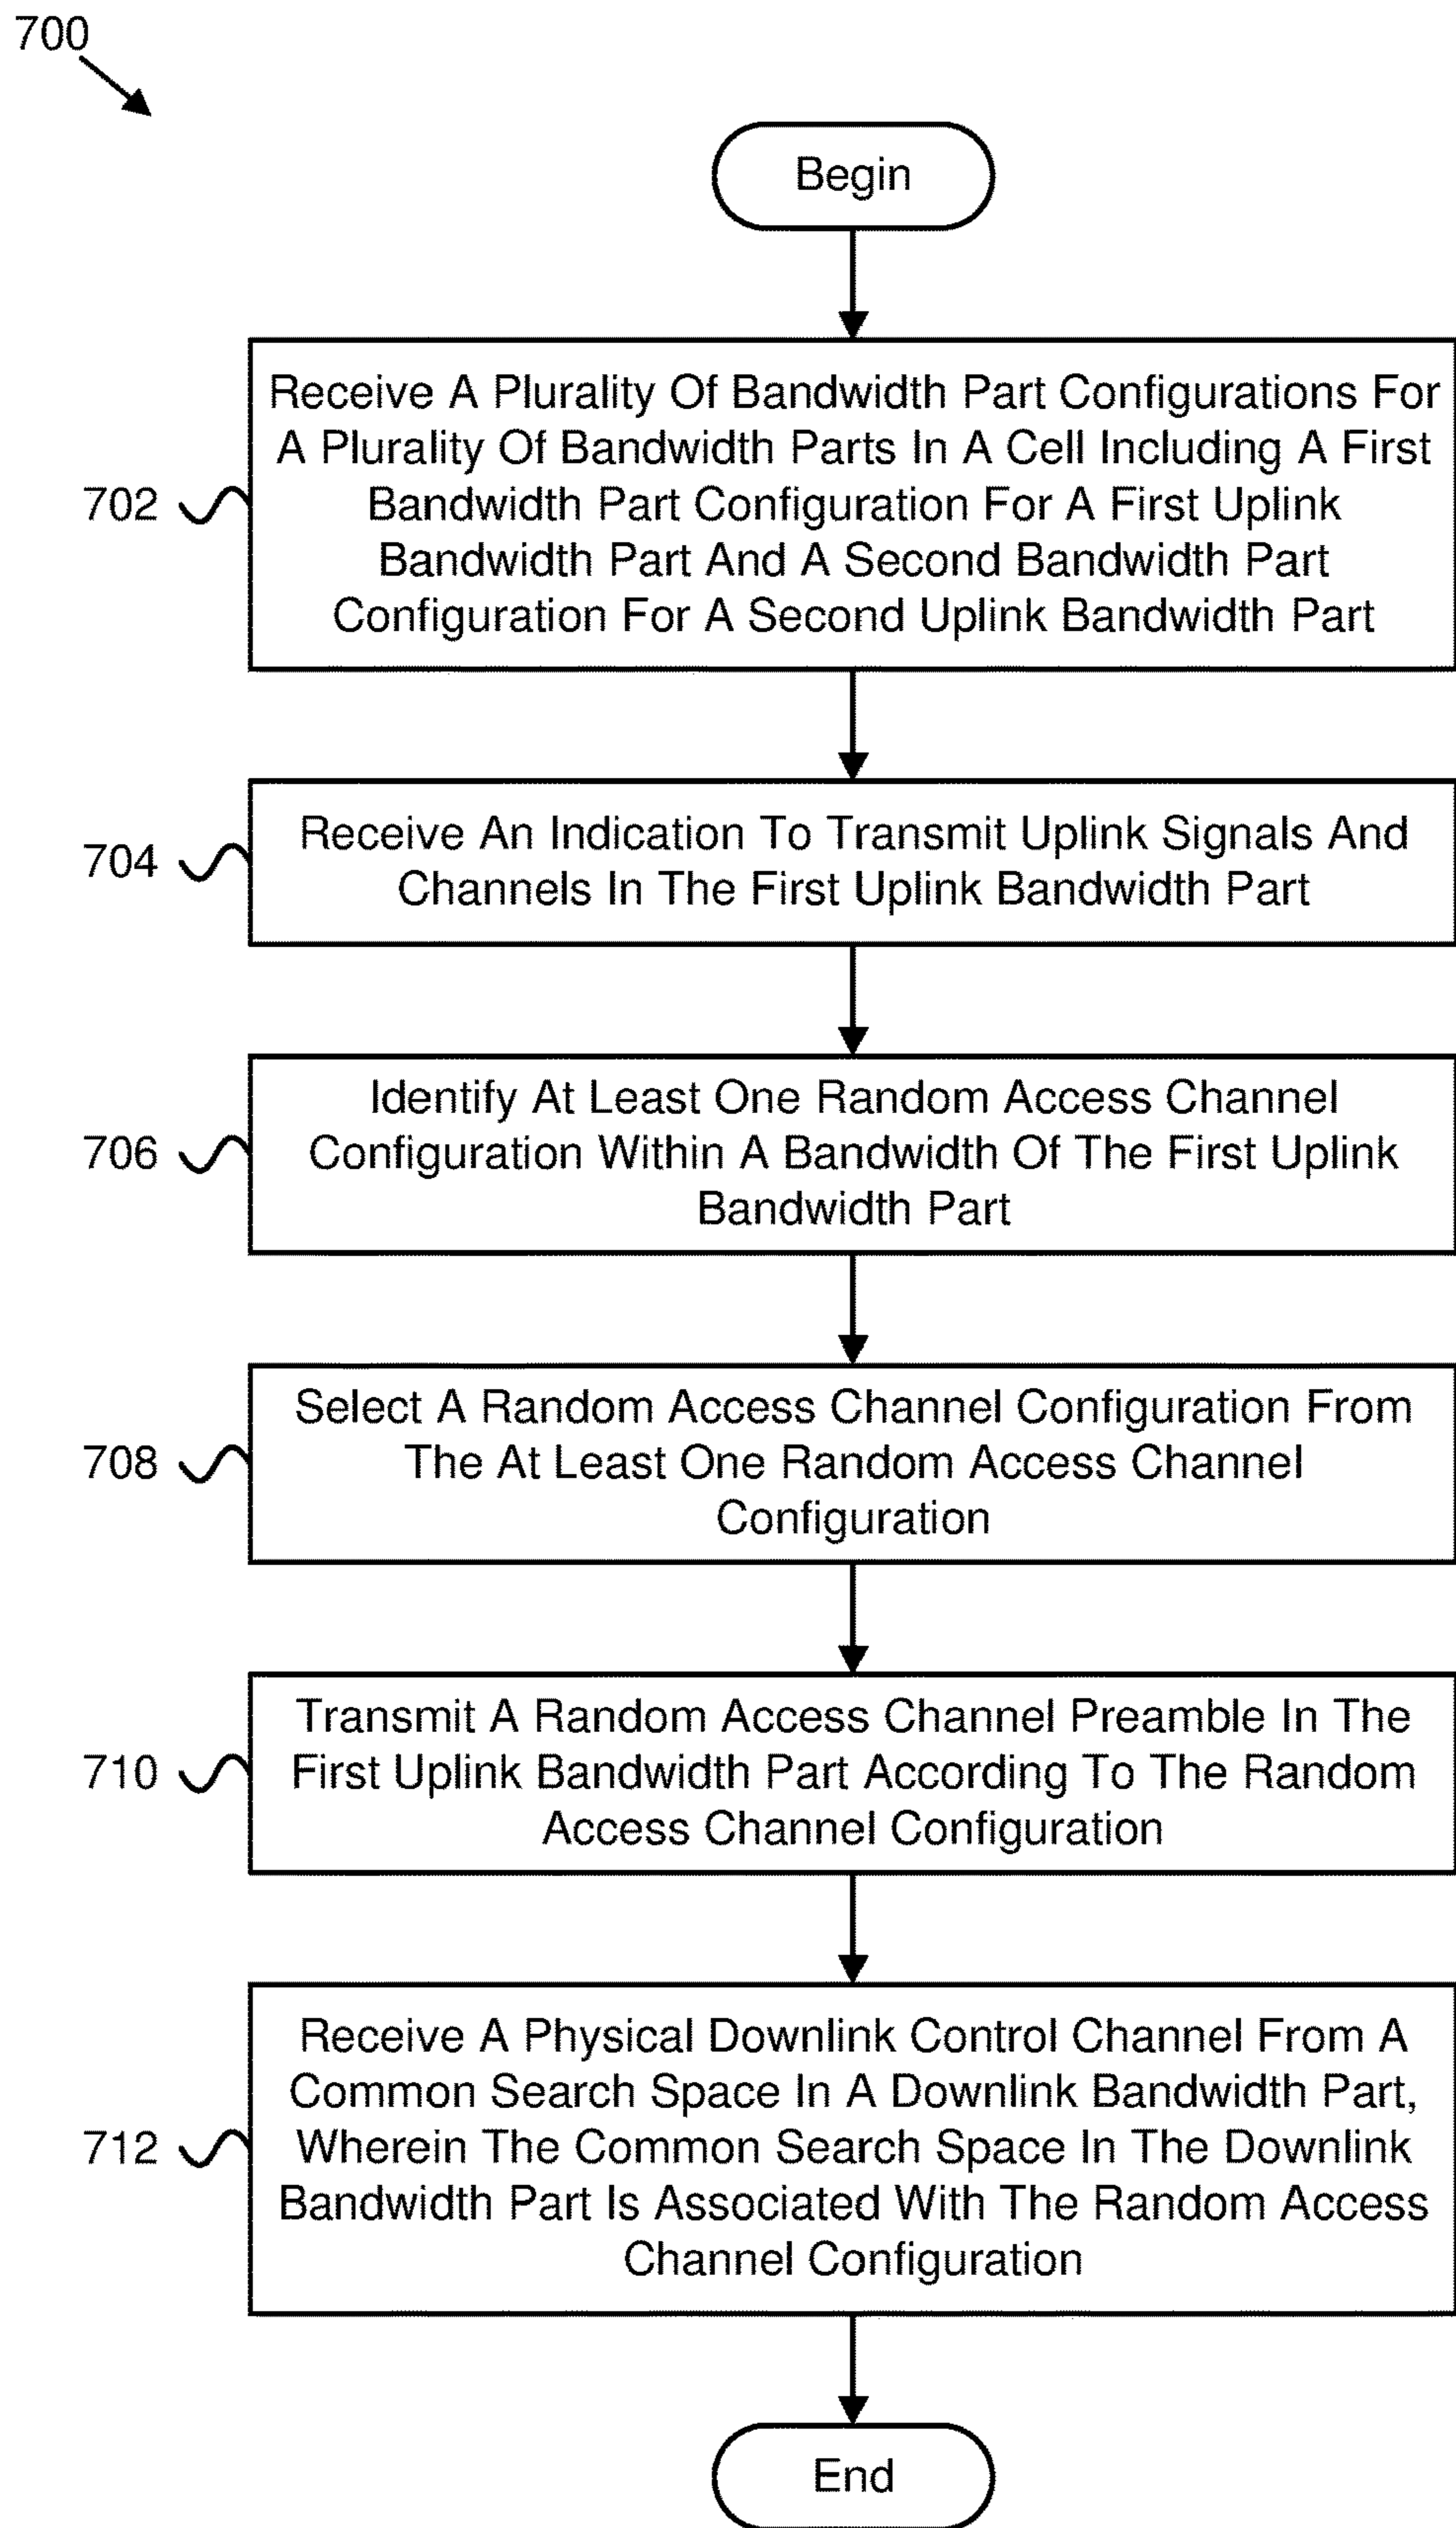 700
Begin
702
Receive A Plurality Of Bandwidth Part Configurations For
A Plurality Of Bandwidth Parts In A Cell Including A First
Bandwidth Part Configuration For A First Uplink
Bandwidth Part And A Second Bandwidth Part
Configuration For A Second Uplink Bandwidth Part
704
Receive An Indication To Transmit Uplink Signals And
Channels In The First Uplink Bandwidth Part
706
Identify At Least One Random Access Channel
Configuration Within A Bandwidth Of The First Uplink
Bandwidth Part
708
Select A Random Access Channel Configuration From
The At Least One Random Access Channel
Configuration
710
Transmit A Random Access Channel Preamble In The
First Uplink Bandwidth Part According To The Random
Access Channel Configuration
712
Receive A Physical Downlink Control Channel From A
Common Search Space In A Downlink Bandwidth Part,
Wherein The Common Search Space In The Downlink
Bandwidth Part Is Associated With The Random Access
Channel Configuration
End